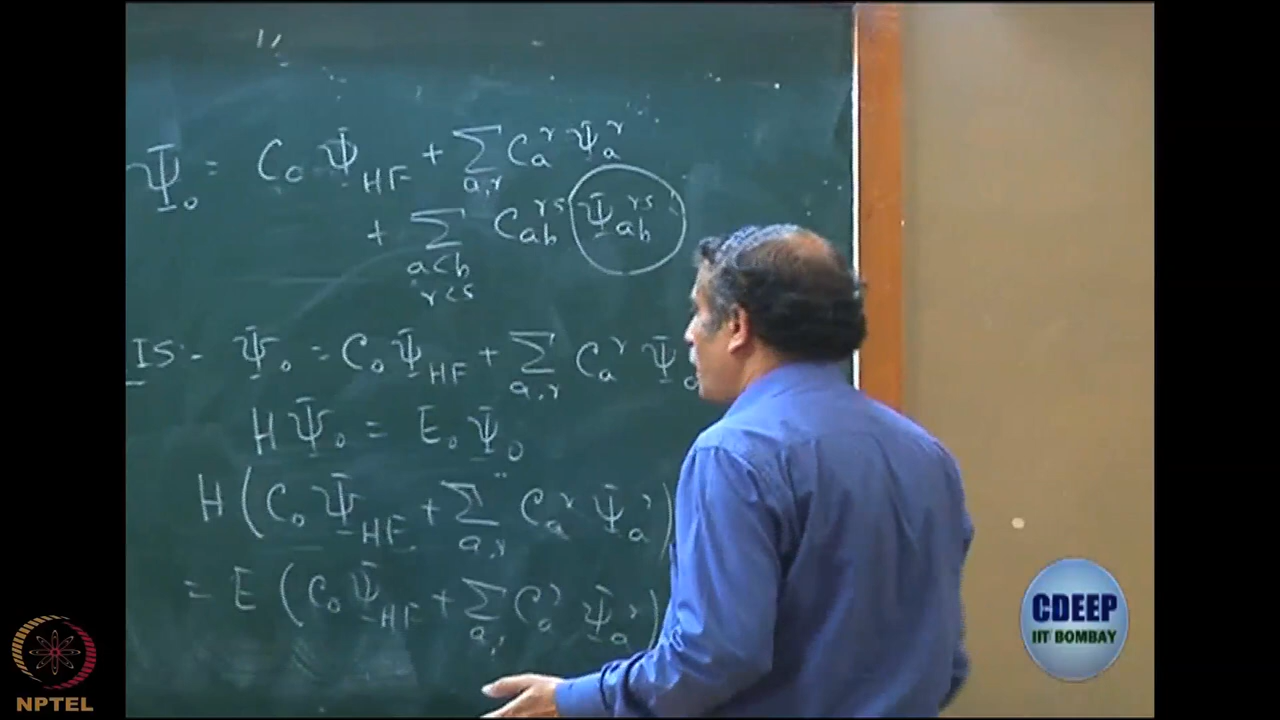 Ψ₀ = C₀ Ψ_HF + Σ_{a,r} C_a^r Ψ_a^r
+ Σ_{a<b r<s} C_ab^rs Ψ_ab^rs
IS:- Ψ₀ = C₀ Ψ_HF + Σ_{a,r} C_a^r Ψ_a
H Ψ₀ = E₀ Ψ₀
H (C₀ Ψ_HF + Σ_{a,r} C_a^r Ψ_a^r)
= E (C₀ Ψ_HF + Σ_{a,r} C_a^r Ψ_a^r)
CDEEP
IIT BOMBAY
NPTEL